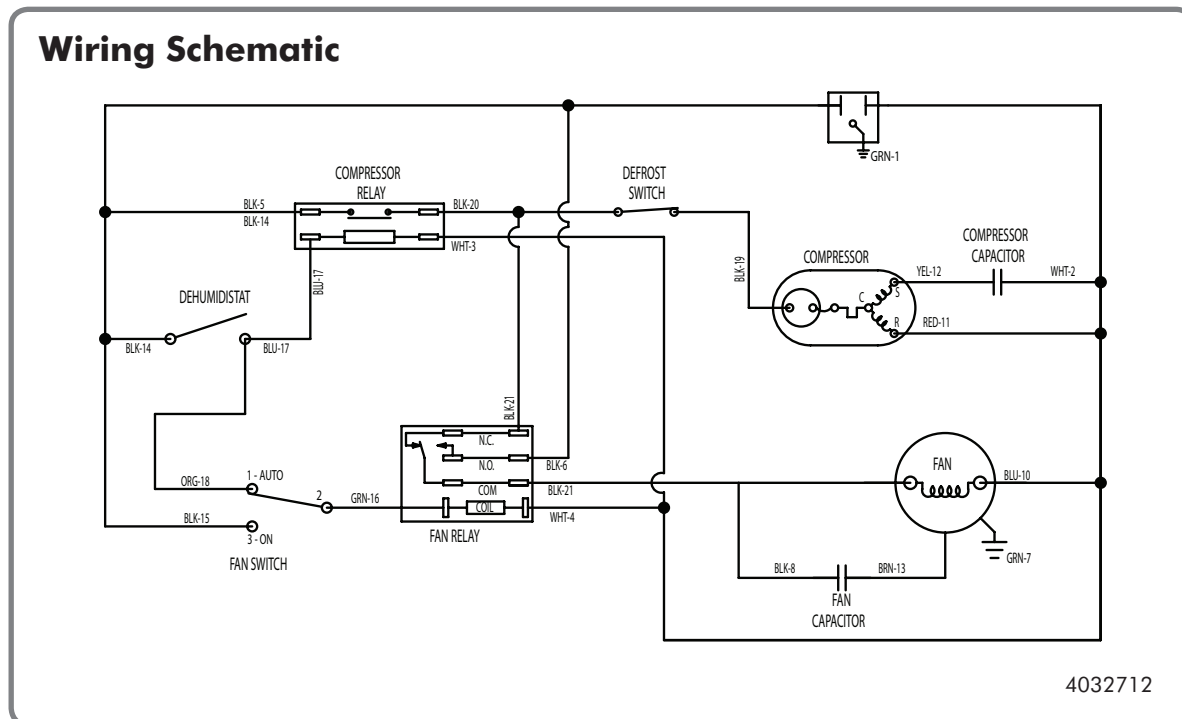 Wiring Schematic
GRN-1
COMPRESSOR
RELAY
DEFROST
SWITCH
BLK-5
BLK-14
BLK-20
WHT-3
BLU-17
BLK-19
COMPRESSOR
COMPRESSOR
CAPACITOR
YEL-12
WHT-2
C
S
R
RED-11
DEHUMIDISTAT
BLK-14
BLU-17
BLK-21
N.C.
N.O.
BLK-6
COM
BLK-21
COIL
WHT-4
FAN RELAY
ORG-18
1 - AUTO
2
GRN-16
BLK-15
3 - ON
FAN SWITCH
FAN
BLU-10
GRN-7
BLK-8
BRN-13
FAN
CAPACITOR
4032712